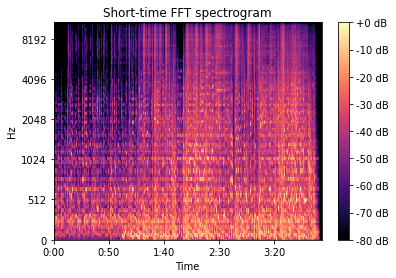 Short-time FFT spectrogram
Hz
8192
4096
2048
1024
512
0
0:00
0:50
1:40
2:30
3:20
Time
+0 dB
-10 dB
-20 dB
-30 dB
-40 dB
-50 dB
-60 dB
-70 dB
-80 dB